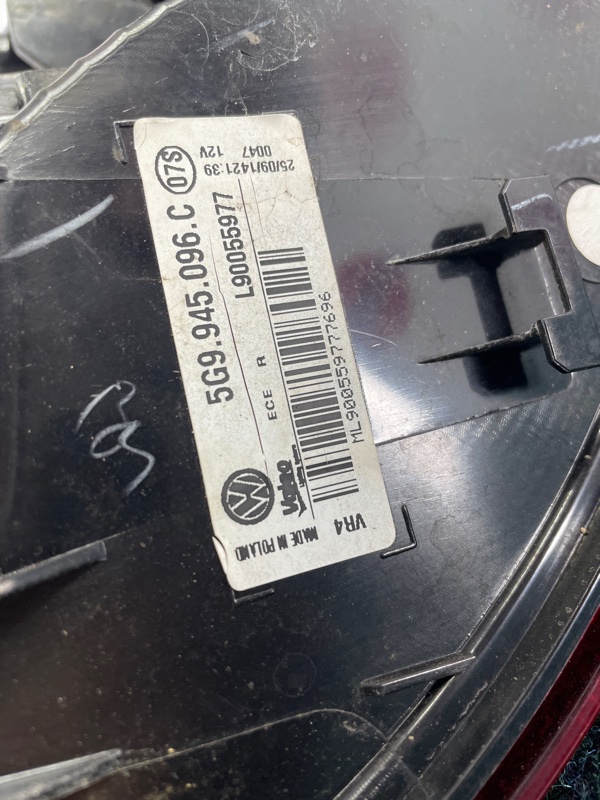 5G9.945.096.C 07S
L90055977
25/09/14 21:39
0047 12V
ECE R
ML900559777696
Valeo
MADE IN POLAND
VR4